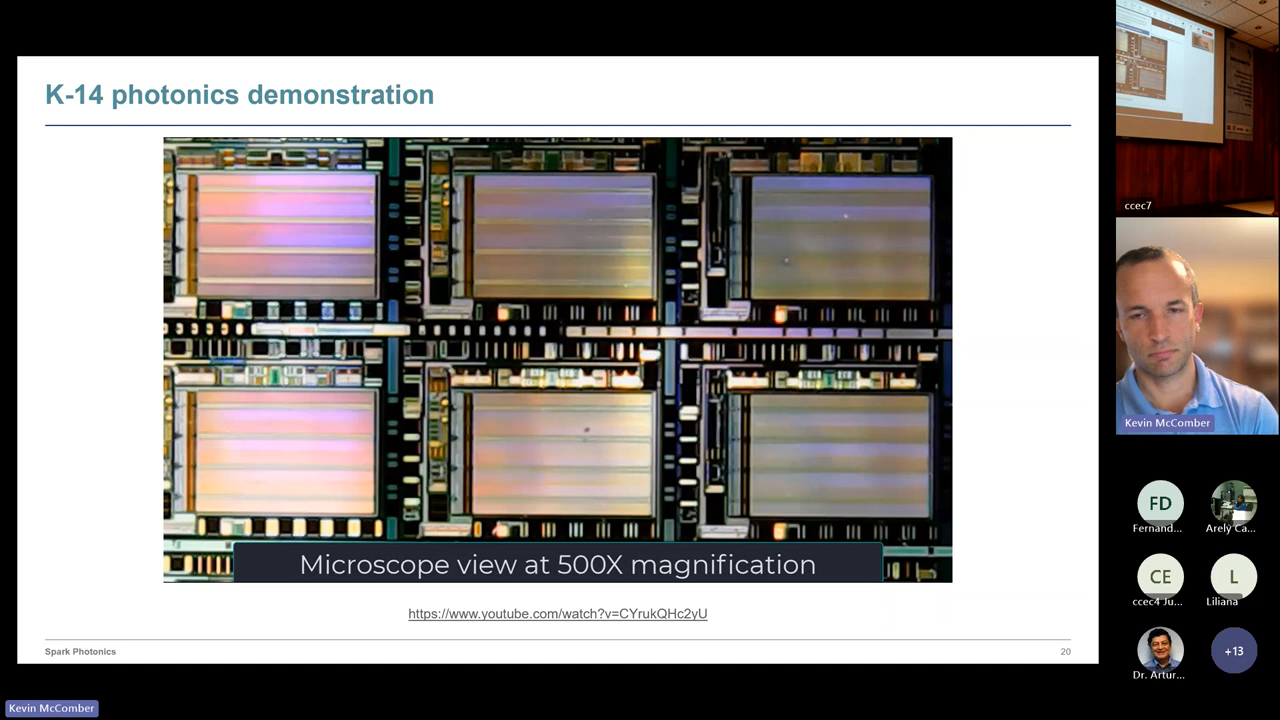 K-14 photonics demonstration
Microscope view at 500X magnification
https://www.youtube.com/watch?v=CYrukQHc2yU
Spark Photonics
20
ccec7
Kevin McComber
FD
Fernand...
Arely Ca...
CE
ccec4 Ju...
L
Liliana
Dr. Artur...
+13
Kevin McComber